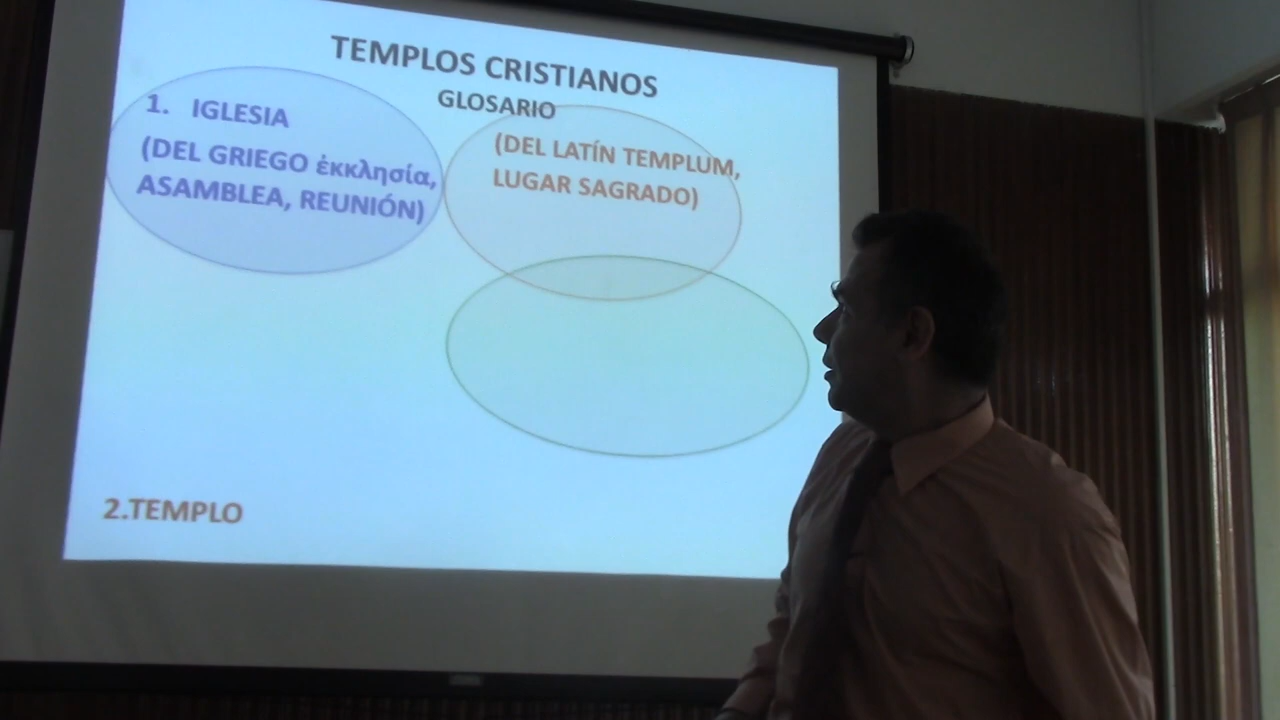 TEMPLOS CRISTIANOS
GLOSARIO
1. IGLESIA
(DEL GRIEGO ἐκκλησία,
ASAMBLEA, REUNIÓN)
(DEL LATÍN TEMPLUM,
LUGAR SAGRADO)
2.TEMPLO